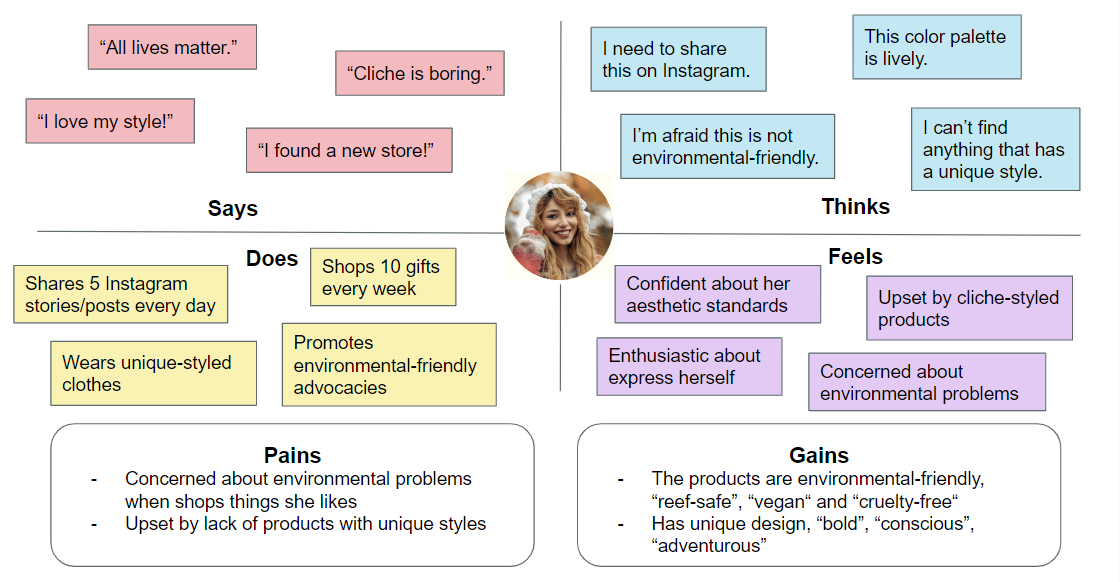 “All lives matter.”
“Cliche is boring.”
“I love my style!”
“I found a new store!”
Says
I need to share
this on Instagram.
This color palette
is lively.
I’m afraid this is not
environmental-friendly.
I can’t find
anything that has
a unique style.
Thinks
Does
Shares 5 Instagram
stories/posts every day
Shops 10 gifts
every week
Wears unique-styled
clothes
Promotes
environmental-friendly
advocacies
Feels
Confident about her
aesthetic standards
Upset by cliche-styled
products
Enthusiastic about
express herself
Concerned about
environmental problems
Pains
- Concerned about environmental problems
when shops things she likes
- Upset by lack of products with unique styles
Gains
- The products are environmental-friendly,
“reef-safe”, “vegan“ and “cruelty-free“
- Has unique design, “bold”, “conscious”,
“adventurous”